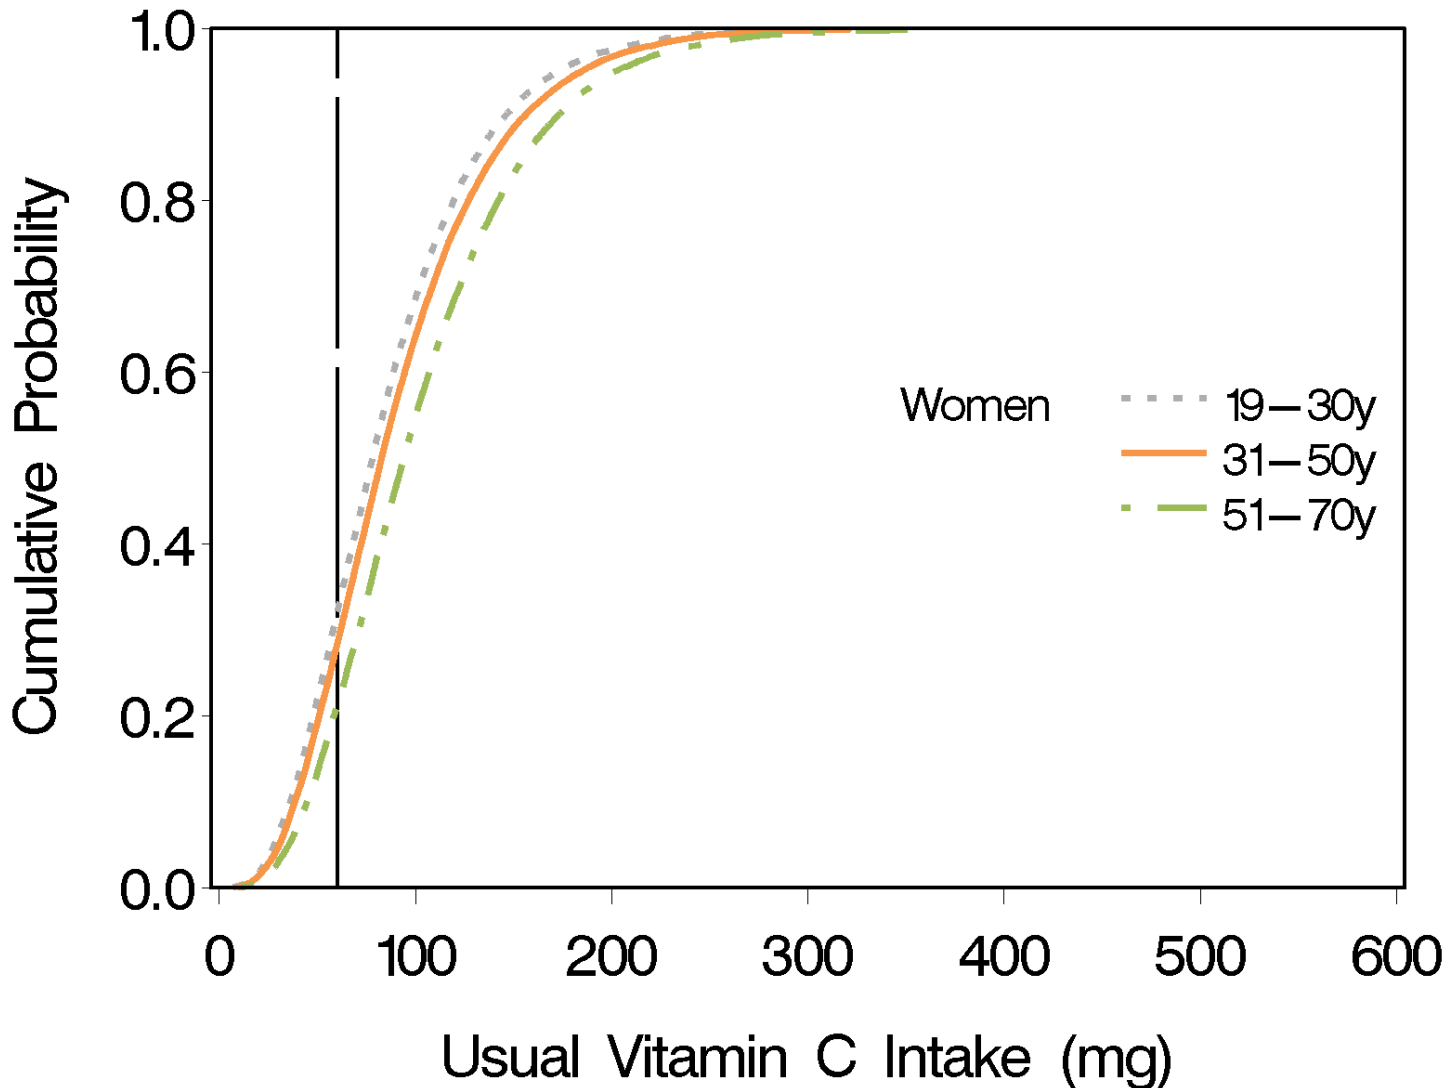 Cumulative Probability
1.0
0.8
0.6
0.4
0.2
0.0
Women
19–30y
31–50y
51–70y
0 100 200 300 400 500 600
Usual Vitamin C Intake (mg)